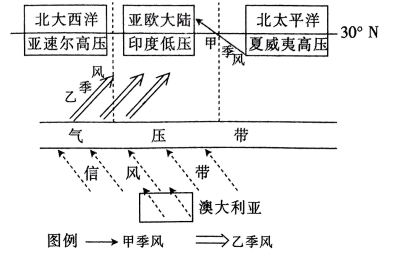 北大西洋
亚速尔高压
亚欧大陆
印度低压
北太平洋
夏威夷高压
30° N
甲季风
乙季风
气压带
信风带
澳大利亚
图例 甲季风 乙季风